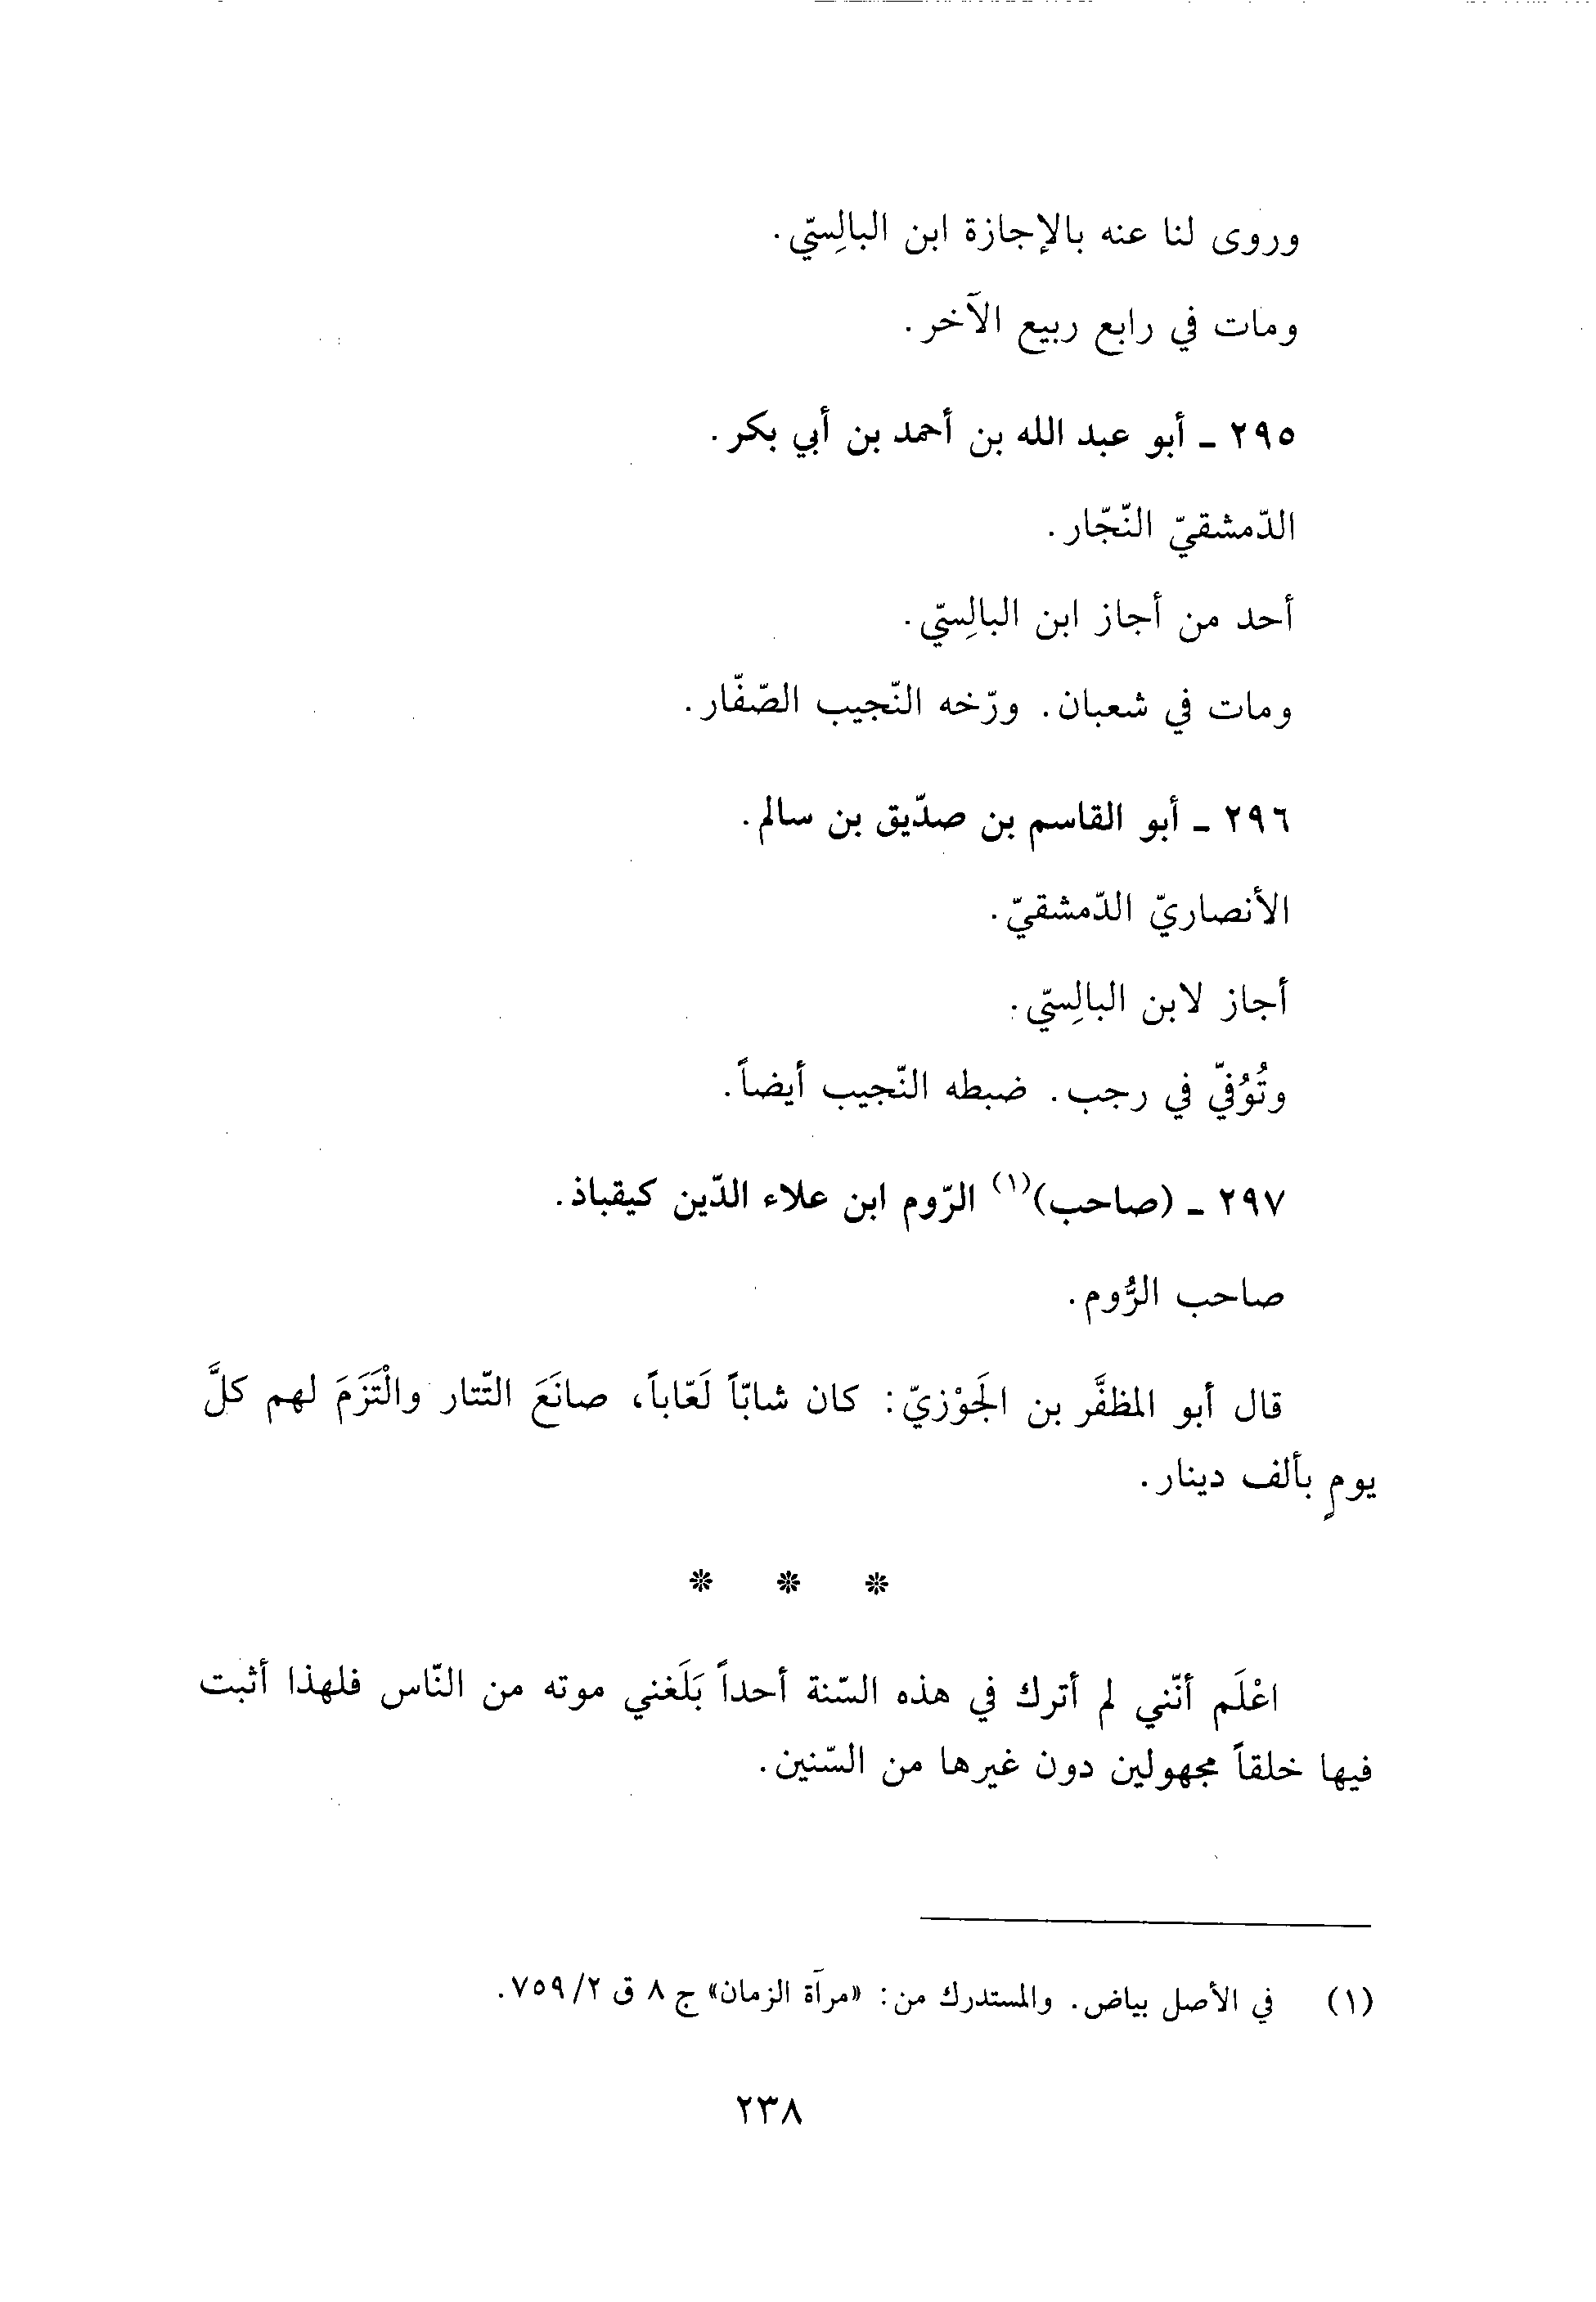 وروى لنا عنه بالإجازة ابن البالِسيّ.
ومات في رابع ربيع الآخر.
٢٩٥ ـ أبو عبد الله بن أحمد بن أبي بكر.
الدّمشقيّ النّجّار.
أحد من أجاز ابن البالِسيّ.
ومات في شعبان. ورّخه النّجيب الصّفّار.
٢٩٦ ـ أبو القاسم بن صدّيق بن سالم.
الأنصاريّ الدّمشقيّ.
أجاز لابن البالِسيّ.
وتُوُفيّ في رجب. ضبطه النّجيب أيضاً.
٢٩٧ ـ (صاحب)(١) الرّوم ابن علاء الدّين كيقباذ.
صاحب الرُّوم.
قال أبو المظفَّر بن الجَوْزيّ: كان شابّاً لَعّاباً، صانَعَ التّتار والْتَزَمَ لهم كلَّ
يومٍ بألف دينار.
* * *
اعْلَم أنّني لم أترك في هذه السّنة أحداً بَلَغني موته من النّاس فلهذا أثبت
فيها خلقاً مجهولين دون غيرها من السّنين.
(١) في الأصل بياض. والمستدرك من: «مرآة الزمان» ج ٨ ق ٢/ ٧٥٩.
٢٣٨